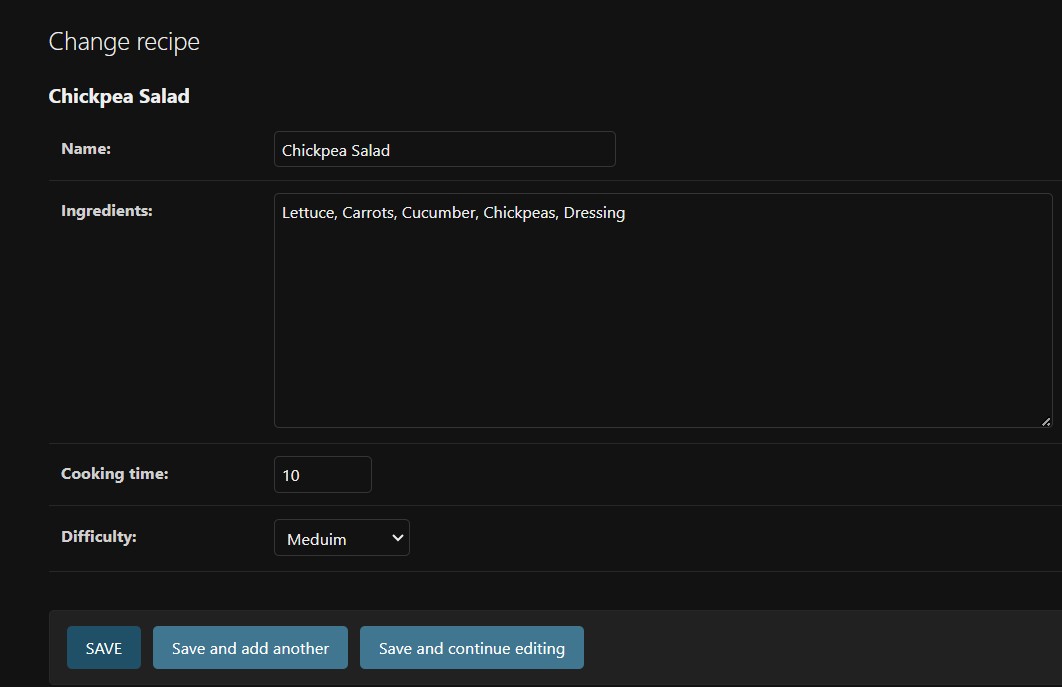 Change recipe
Chickpea Salad
Name:
Chickpea Salad
Ingredients:
Lettuce, Carrots, Cucumber, Chickpeas, Dressing
Cooking time:
10
Difficulty:
Meduim
SAVE
Save and add another
Save and continue editing